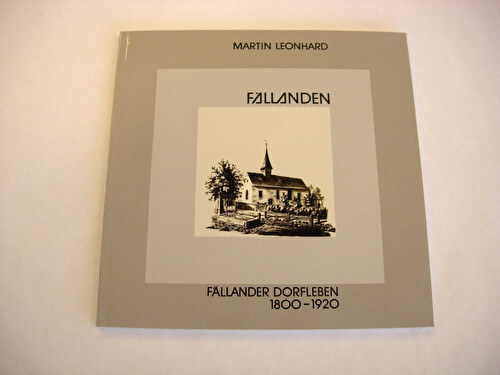 MARTIN LEONHARD
FÄLLANDEN
FÄLLANDER DORFLEBEN
1800-1920